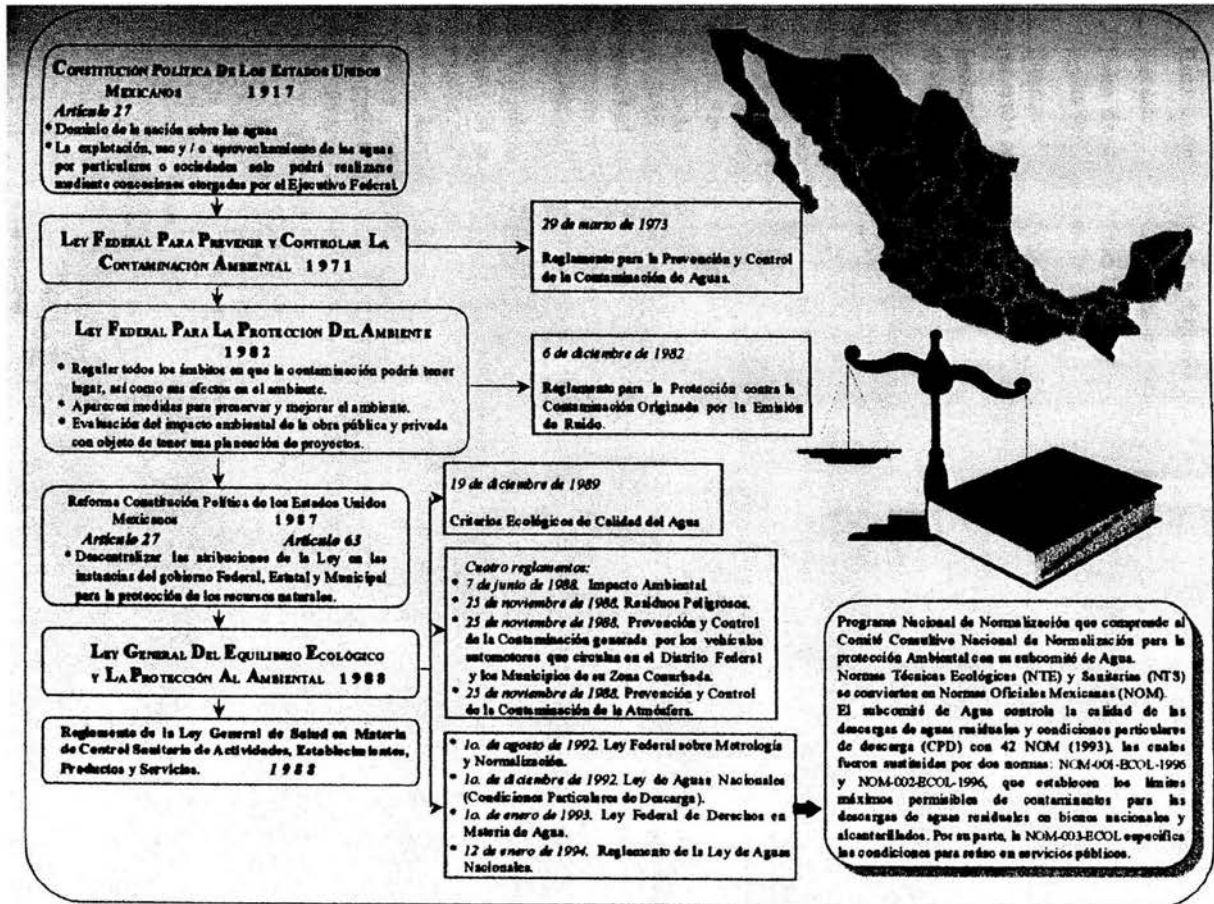 CONSTITUCIÓN POLÍTICA DE LOS ESTADOS UNIDOS
MEXICANOS 1917
Artículo 27
* Dominio de la nación sobre las aguas
* La explotación, uso y / o aprovechamiento de las aguas
por particulares o sociedades solo podrá realizarse
mediante concesiones otorgadas por el Ejecutivo Federal.
LEY FEDERAL PARA PREVENIR Y CONTROLAR LA
CONTAMINACIÓN AMBIENTAL 1971
29 de marzo de 1973
Reglamento para la Prevención y Control
de la Contaminación de Aguas.
LEY FEDERAL PARA LA PROTECCIÓN DEL AMBIENTE
1982
* Regular todos los ámbitos en que la contaminación podría tener
lugar, así como sus efectos en el ambiente.
* Aparecen medidas para preservar y mejorar el ambiente.
* Evaluación del impacto ambiental de la obra pública y privada
con objeto de tener una planeación de proyectos.
6 de diciembre de 1982
Reglamento para la Protección contra la
Contaminación Originada por la Emisión
de Ruido.
Reforma Constitución Política de los Estados Unidos
Mexicanos 1987
Artículo 27 Artículo 63
* Descentralizar las atribuciones de la Ley en las
instancias del gobierno Federal, Estatal y Municipal
para la protección de los recursos naturales.
19 de diciembre de 1989
Criterios Ecológicos de Calidad del Agua
LEY GENERAL DEL EQUILIBRIO ECOLÓGICO
Y LA PROTECCIÓN AL AMBIENTAL 1988
Cuatro reglamentos:
* 7 de junio de 1988. Impacto Ambiental.
* 25 de noviembre de 1988. Residuos Peligrosos.
* 25 de noviembre de 1988. Prevención y Control
de la Contaminación generada por los vehículos
automotores que circulan en el Distrito Federal
y los Municipios de su Zona Conurbada.
* 25 de noviembre de 1988. Prevención y Control
de la Contaminación de la Atmósfera.
Reglamento de la Ley General de Salud en Materia
de Control Sanitario de Actividades, Establecimientos,
Productos y Servicios. 1988
* 1o. de agosto de 1992. Ley Federal sobre Metrología
y Normalización.
* 1o. de diciembre de 1992. Ley de Aguas Nacionales
(Condiciones Particulares de Descarga).
* 1o. de enero de 1993. Ley Federal de Derechos en
Materia de Agua.
* 12 de enero de 1994. Reglamento de la Ley de Aguas
Nacionales.
Programa Nacional de Normalización que comprende al
Comité Consultivo Nacional de Normalización para la
protección Ambiental con su subcomité de Agua.
Normas Técnicas Ecológicas (NTE) y Sanitarias (NTS)
se convierten en Normas Oficiales Mexicanas (NOM).
El subcomité de Agua controla la calidad de las
descargas de aguas residuales y condiciones particulares
de descarga (CPD) con 42 NOM (1993), las cuales
fueron sustituidas por dos normas: NOM-001-ECOL-1996
y NOM-002-ECOL-1996, que establecen los límites
máximos permisibles de contaminantes para las
descargas de aguas residuales en bienes nacionales y
alcantarillados. Por su parte, la NOM-003-ECOL especifica
las condiciones para reúso en servicios públicos.